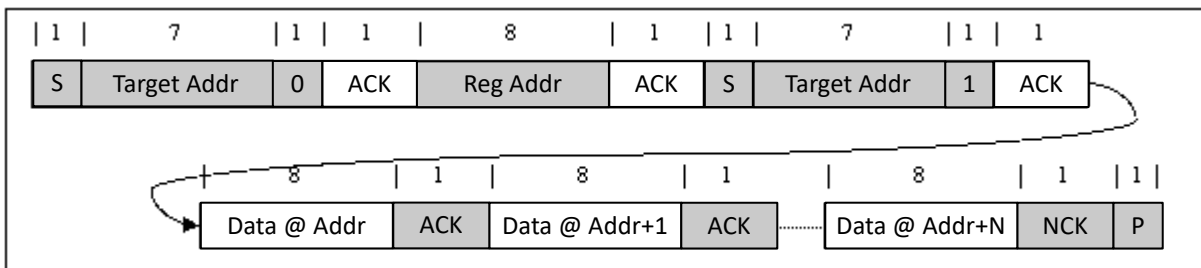 | 1 | 7 | 1 | 1 | 8 | 1 | 1 | 7 | 1 | 1
S Target Addr 0 ACK Reg Addr ACK S Target Addr 1 ACK
| 8 | 1 | 8 | 1 | 8 | 1 | 1 |
Data @ Addr ACK Data @ Addr+1 ACK Data @ Addr+N NCK P